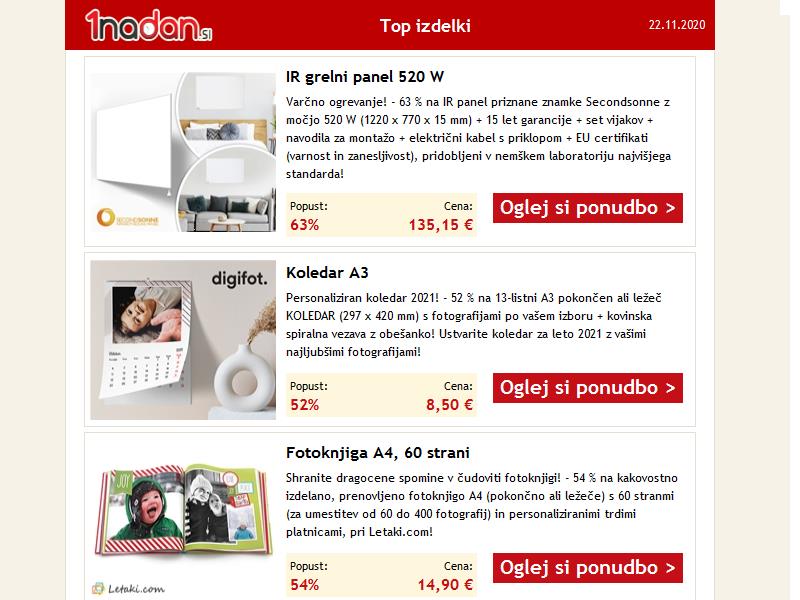 1nadan.si
Top izdelki
22.11.2020
IR grelni panel 520 W
Varčno ogrevanje! - 63 % na IR panel priznane znamke Secondsonne z
močjo 520 W (1220 x 770 x 15 mm) + 15 let garancije + set vijakov +
navodila za montažo + električni kabel s priklopom + EU certifikati
(varnost in zanesljivost), pridobljeni v nemškem laboratoriju najvišjega
standarda!
SECONDSONNE
Popust:
Cena:
63%
135,15 €
Oglej si ponudbo >
digifot.
Koledar A3
Personaliziran koledar 2021! - 52 % na 13-listni A3 pokončen ali ležeč
KOLEDAR (297 x 420 mm) s fotografijami po vašem izboru + kovinska
spiralna vezava z obešanko! Ustvarite koledar za leto 2021 z vašimi
najljubšimi fotografijami!
Popust:
Cena:
52%
8,50 €
Oglej si ponudbo >
Fotoknjiga A4, 60 strani
Shranite dragocene spomine v čudoviti fotoknjigi! - 54 % na kakovostno
izdelano, prenovljeno fotoknjigo A4 (pokončno ali ležeče) s 60 stranmi
(za umestitev od 60 do 400 fotografij) in personaliziranimi trdimi
platnicami, pri Letaki.com!
JOY
Letaki.com
Popust:
Cena:
54%
14,90 €
Oglej si ponudbo >